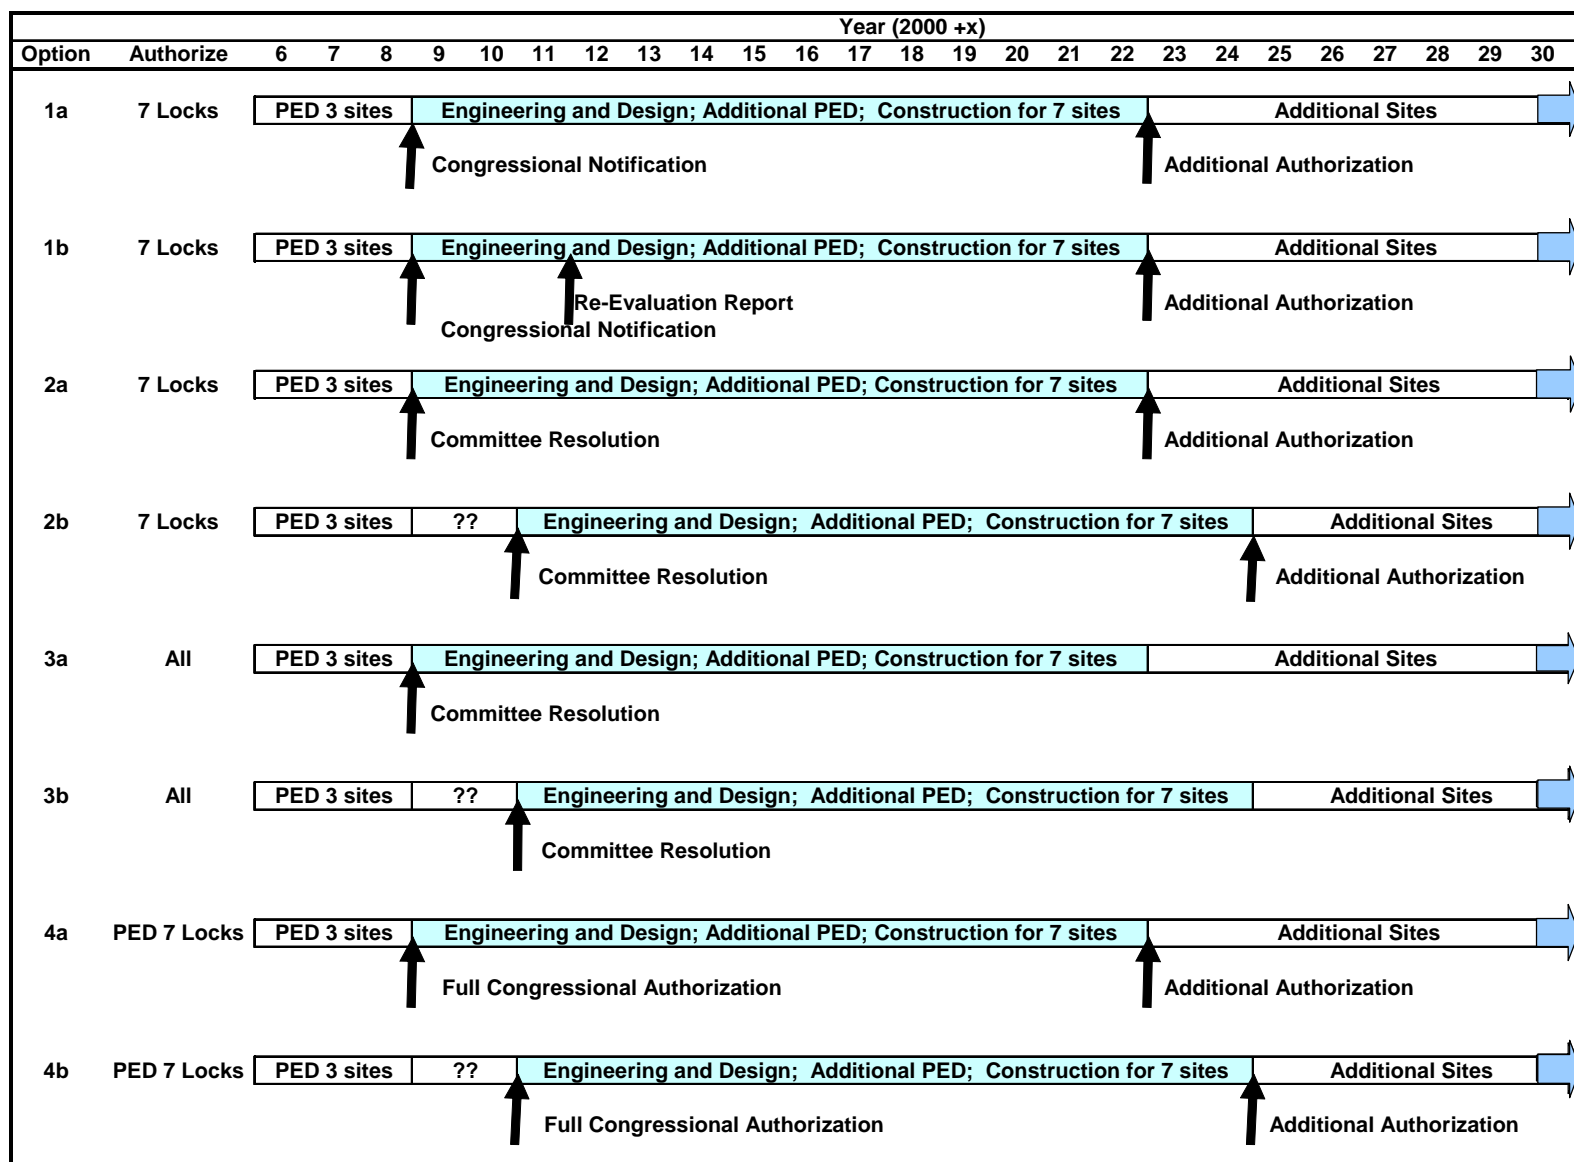 Year (2000 +x)
Option Authorize 6 7 8 9 10 11 12 13 14 15 16 17 18 19 20 21 22 23 24 25 26 27 28 29 30
1a 7 Locks PED 3 sites Engineering and Design; Additional PED; Construction for 7 sites Additional Sites
Congressional Notification Additional Authorization
1b 7 Locks PED 3 sites Engineering and Design; Additional PED; Construction for 7 sites Additional Sites
Re-Evaluation Report Additional Authorization
Congressional Notification
2a 7 Locks PED 3 sites Engineering and Design; Additional PED; Construction for 7 sites Additional Sites
Committee Resolution Additional Authorization
2b 7 Locks PED 3 sites ?? Engineering and Design; Additional PED; Construction for 7 sites Additional Sites
Committee Resolution Additional Authorization
3a All PED 3 sites Engineering and Design; Additional PED; Construction for 7 sites Additional Sites
Committee Resolution
3b All PED 3 sites ?? Engineering and Design; Additional PED; Construction for 7 sites Additional Sites
Committee Resolution
4a PED 7 Locks PED 3 sites Engineering and Design; Additional PED; Construction for 7 sites Additional Sites
Full Congressional Authorization Additional Authorization
4b PED 7 Locks PED 3 sites ?? Engineering and Design; Additional PED; Construction for 7 sites Additional Sites
Full Congressional Authorization Additional Authorization